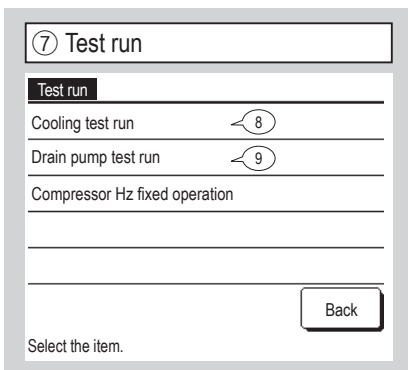 ⑦ Test run
Test run
Cooling test run ⑧
Drain pump test run ⑨
Compressor Hz fixed operation
Back
Select the item.